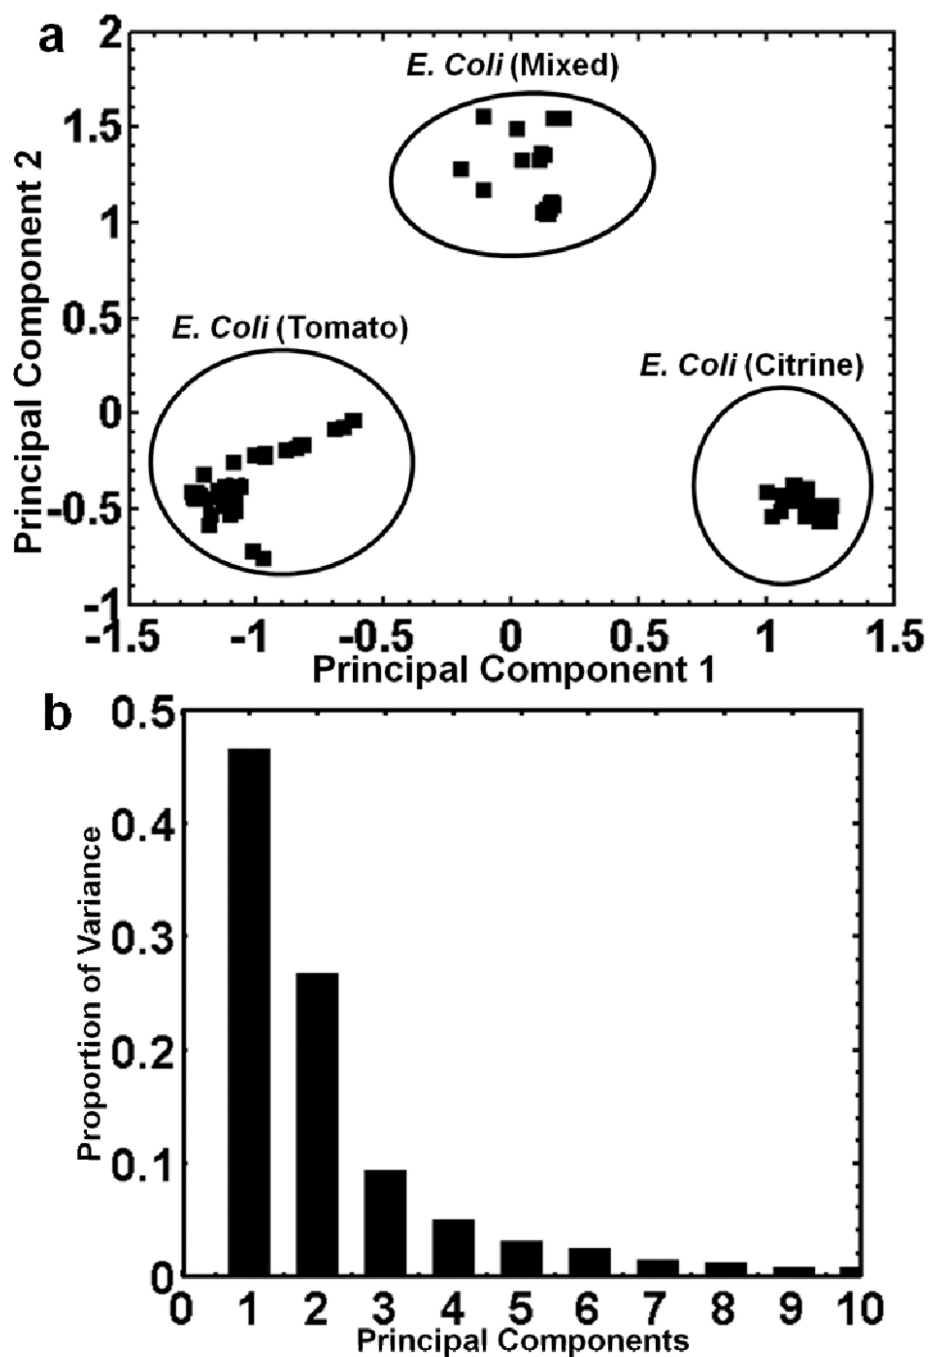 a
2
E. Coli (Mixed)
1.5
1
0.5
E. Coli (Tomato)
E. Coli (Citrine)
0
-0.5
-1
Principal Component 2
-1.5 -1 -0.5 0 0.5 1 1.5
Principal Component 1
b
0.5
0.4
0.3
0.2
0.1
0
Proportion of Variance
0 1 2 3 4 5 6 7 8 9 10
Principal Components